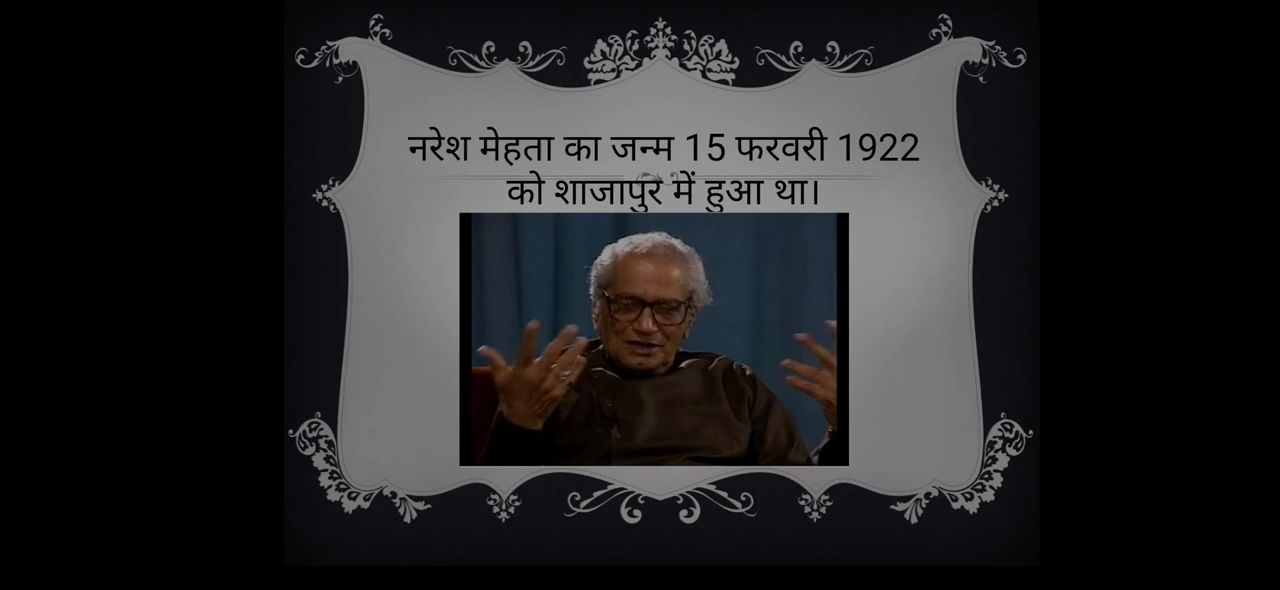 नरेश मेहता का जन्म 15 फरवरी 1922
को शाजापुर में हुआ था।